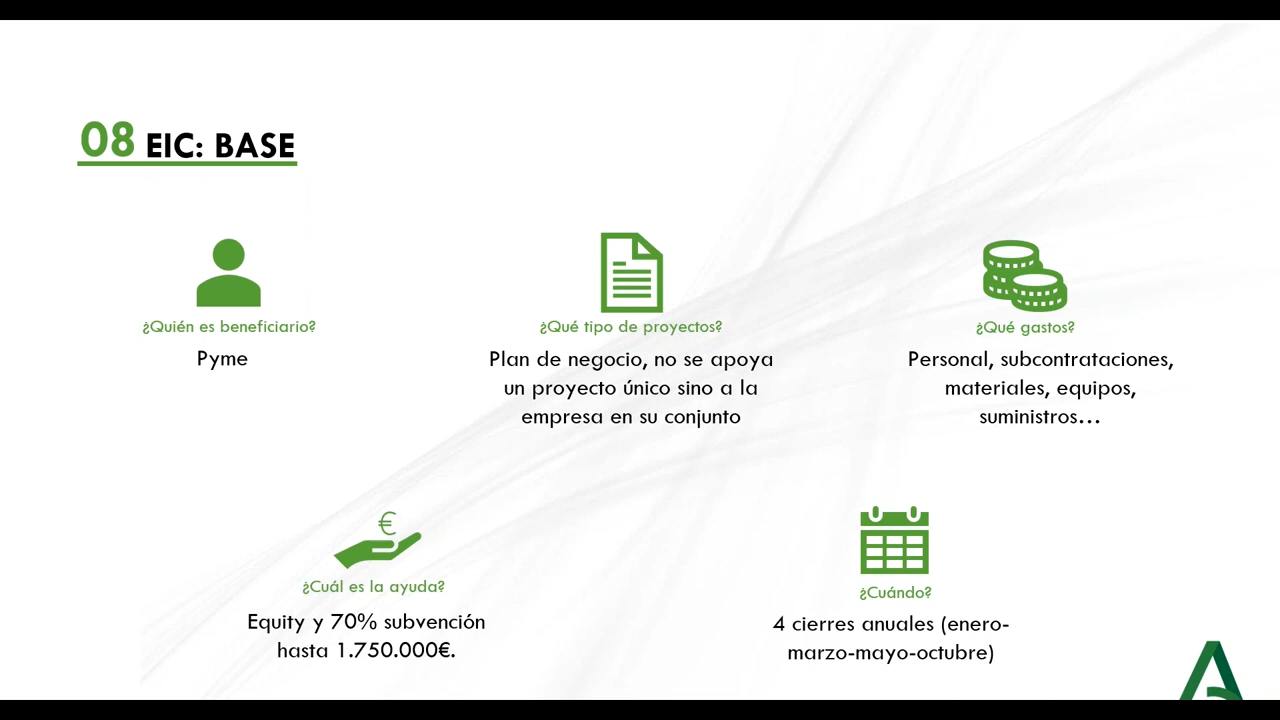 08 EIC: BASE
¿Quién es beneficiario?
Pyme
¿Qué tipo de proyectos?
Plan de negocio, no se apoya
un proyecto único sino a la
empresa en su conjunto
¿Qué gastos?
Personal, subcontrataciones,
materiales, equipos,
suministros...
€
¿Cuál es la ayuda?
Equity y 70% subvención
hasta 1.750.000€.
¿Cuándo?
4 cierres anuales (enero-
marzo-mayo-octubre)